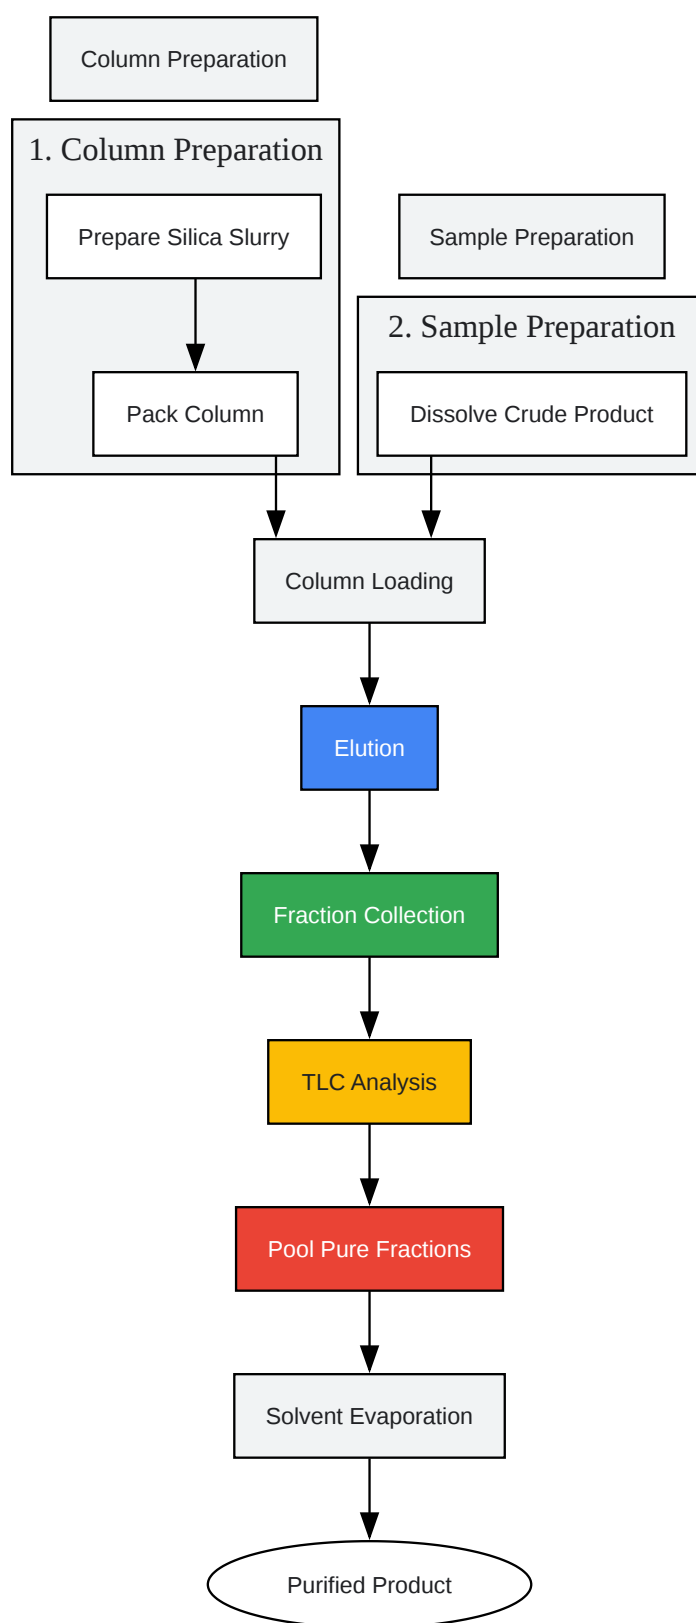 Column Preparation
1. Column Preparation
Prepare Silica Slurry
Sample Preparation
2. Sample Preparation
Pack Column
Dissolve Crude Product
Column Loading
Elution
Fraction Collection
TLC Analysis
Pool Pure Fractions
Solvent Evaporation
Purified Product